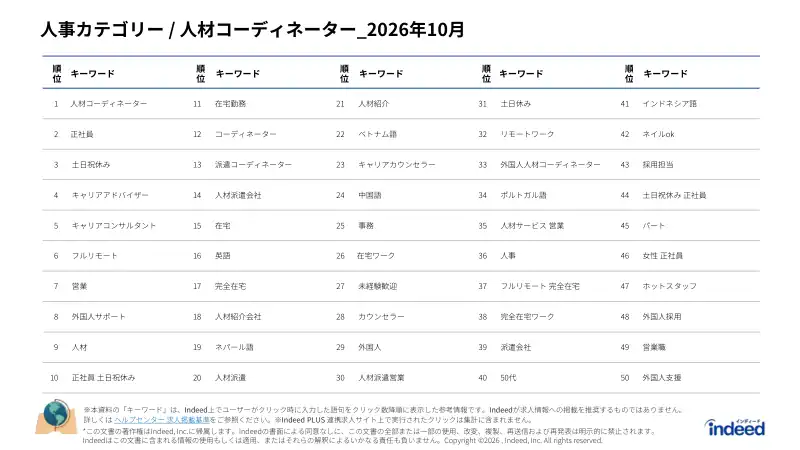 人事カテゴリー / 人材コーディネーター_2026年10月
順位 キーワード 順位 キーワード 順位 キーワード 順位 キーワード 順位 キーワード
1 人材コーディネーター 11 在宅勤務 21 人材紹介 31 土日休み 41 インドネシア語
2 正社員 12 コーディネーター 22 ベトナム語 32 リモートワーク 42 ネイルok
3 土日祝休み 13 派遣コーディネーター 23 キャリアカウンセラー 33 外国人人材コーディネーター 43 採用担当
4 キャリアアドバイザー 14 人材派遣会社 24 中国語 34 ポルトガル語 44 土日祝休み 正社員
5 キャリアコンサルタント 15 在宅 25 事務 35 人材サービス 営業 45 パート
6 フルリモート 16 英語 26 在宅ワーク 36 人事 46 女性 正社員
7 営業 17 完全在宅 27 未経験歓迎 37 フルリモート 完全在宅 47 ホットスタッフ
8 外国人サポート 18 人材紹介会社 28 カウンセラー 38 完全在宅ワーク 48 外国人採用
9 人材 19 ネパール語 29 外国人 39 派遣会社 49 営業職
10 正社員 土日祝休み 20 人材派遣 30 人材派遣営業 40 50代 50 外国人支援
※本資料の「キーワード」は、Indeed上でユーザーがクリック時に入力した語句をクリック数降順に表示した参考情報です。Indeedが求人情報への掲載を推奨するものではありません。
詳しくは ヘルプセンター 求人掲載基準をご参照ください。※Indeed PLUS 連携求人サイト上で実行されたクリックは集計に含まれません。
*この文書の著作権はIndeed, Inc.に帰属します。Indeedの書面による同意なしに、この文書の全部または一部の使用、改変、複製、再送信および再発表は明示的に禁止されます。
Indeedはこの文書に含まれる情報の使用もしくは適用、またはそれらの解釈によるいかなる責任も負いません。Copyright ©2026 , Indeed, Inc. All rights reserved.
インディード
indeed